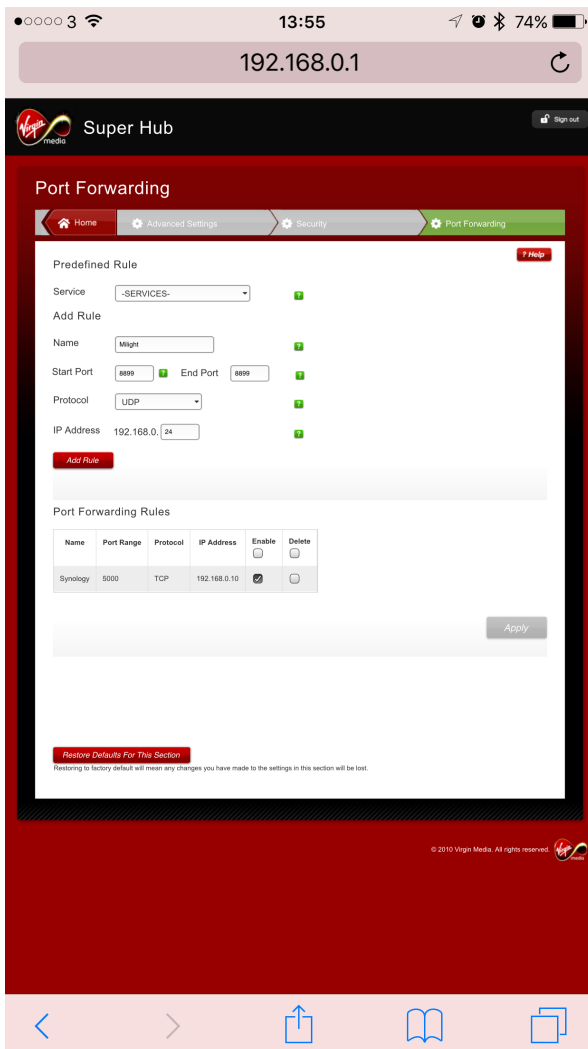 3 13:55 74%
192.168.0.1
Virgin media Super Hub Sign out
Port Forwarding
Home Advanced Settings Security Port Forwarding
? Help
Predefined Rule
Service -SERVICES- ?
Add Rule
Name Milight ?
Start Port 8899 ? End Port 8899 ?
Protocol UDP ?
IP Address 192.168.0. 24 ?
Add Rule
Port Forwarding Rules
Name Port Range Protocol IP Address Enable Delete
Synology 5000 TCP 192.168.0.10
Apply
Restore Defaults For This Section
Restoring to factory default will mean any changes you have made to the settings in this section will be lost.
© 2010 Virgin Media. All rights reserved. Virgin media